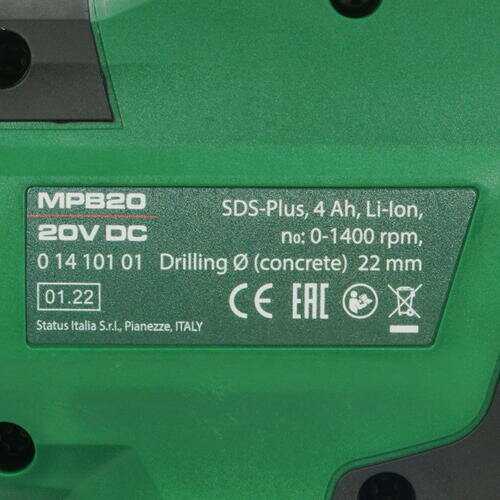 MPB20
20V DC
0 14 101 01
SDS-Plus, 4 Ah, Li-Ion,
n₀: 0-1400 rpm,
Drilling Ø (concrete) 22 mm
01.22
Status Italia S.r.l., Pianezze, ITALY
CE EAC